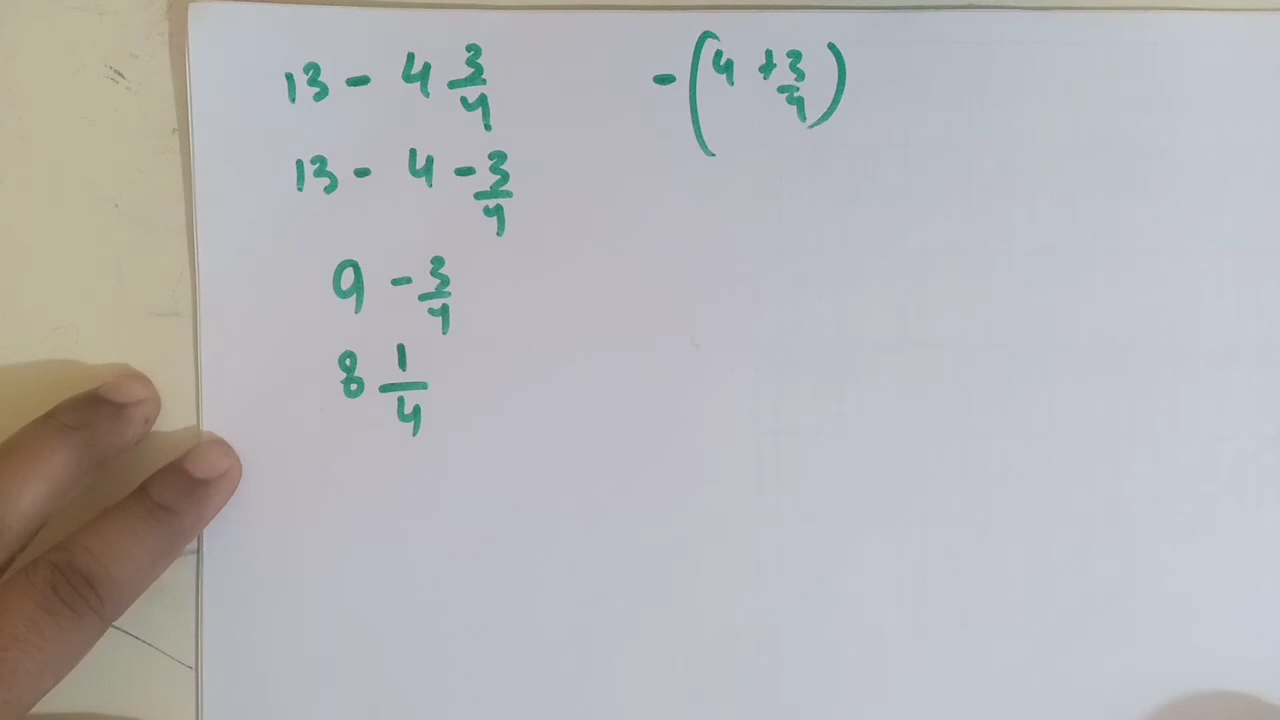 13 - 4 3/4
-(4 + 3/4)
13 - 4 - 3/4
9 - 3/4
8 1/4